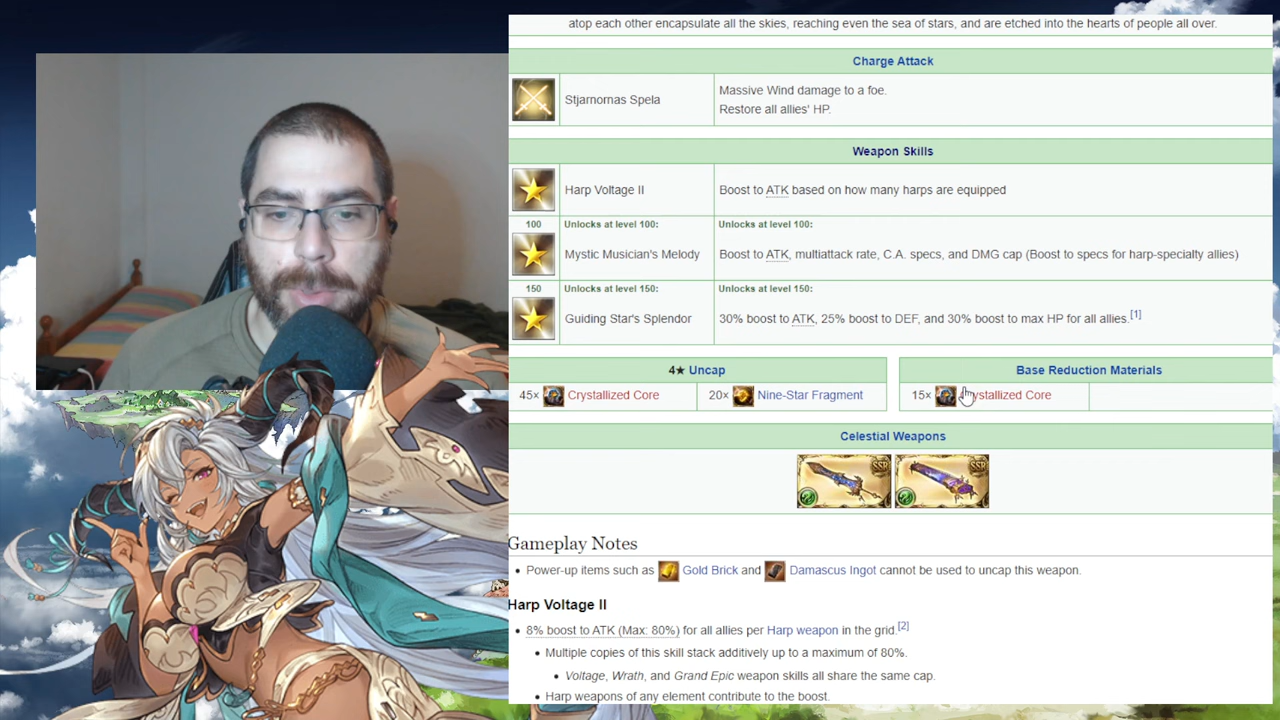 atop each other encapsulate all the skies, reaching even the sea of stars, and are etched into the hearts of people all over.
Charge Attack
Stjarnornas Spela
Massive Wind damage to a foe.
Restore all allies' HP.
Weapon Skills
Harp Voltage II
Boost to ATK based on how many harps are equipped
100 Unlocks at level 100: Unlocks at level 100:
Mystic Musician's Melody
Boost to ATK, multiattack rate, C.A. specs, and DMG cap (Boost to specs for harp-specialty allies)
150 Unlocks at level 150: Unlocks at level 150:
Guiding Star's Splendor
30% boost to ATK, 25% boost to DEF, and 30% boost to max HP for all allies.[1]
4★ Uncap
Base Reduction Materials
45× Crystallized Core 20× Nine-Star Fragment
15× Crystallized Core
Celestial Weapons
SSR SSR
Gameplay Notes
• Power-up items such as Gold Brick and Damascus Ingot cannot be used to uncap this weapon.
Harp Voltage II
• 8% boost to ATK (Max: 80%) for all allies per Harp weapon in the grid.[2]
• Multiple copies of this skill stack additively up to a maximum of 80%.
• Voltage, Wrath, and Grand Epic weapon skills all share the same cap.
• Harp weapons of any element contribute to the boost.